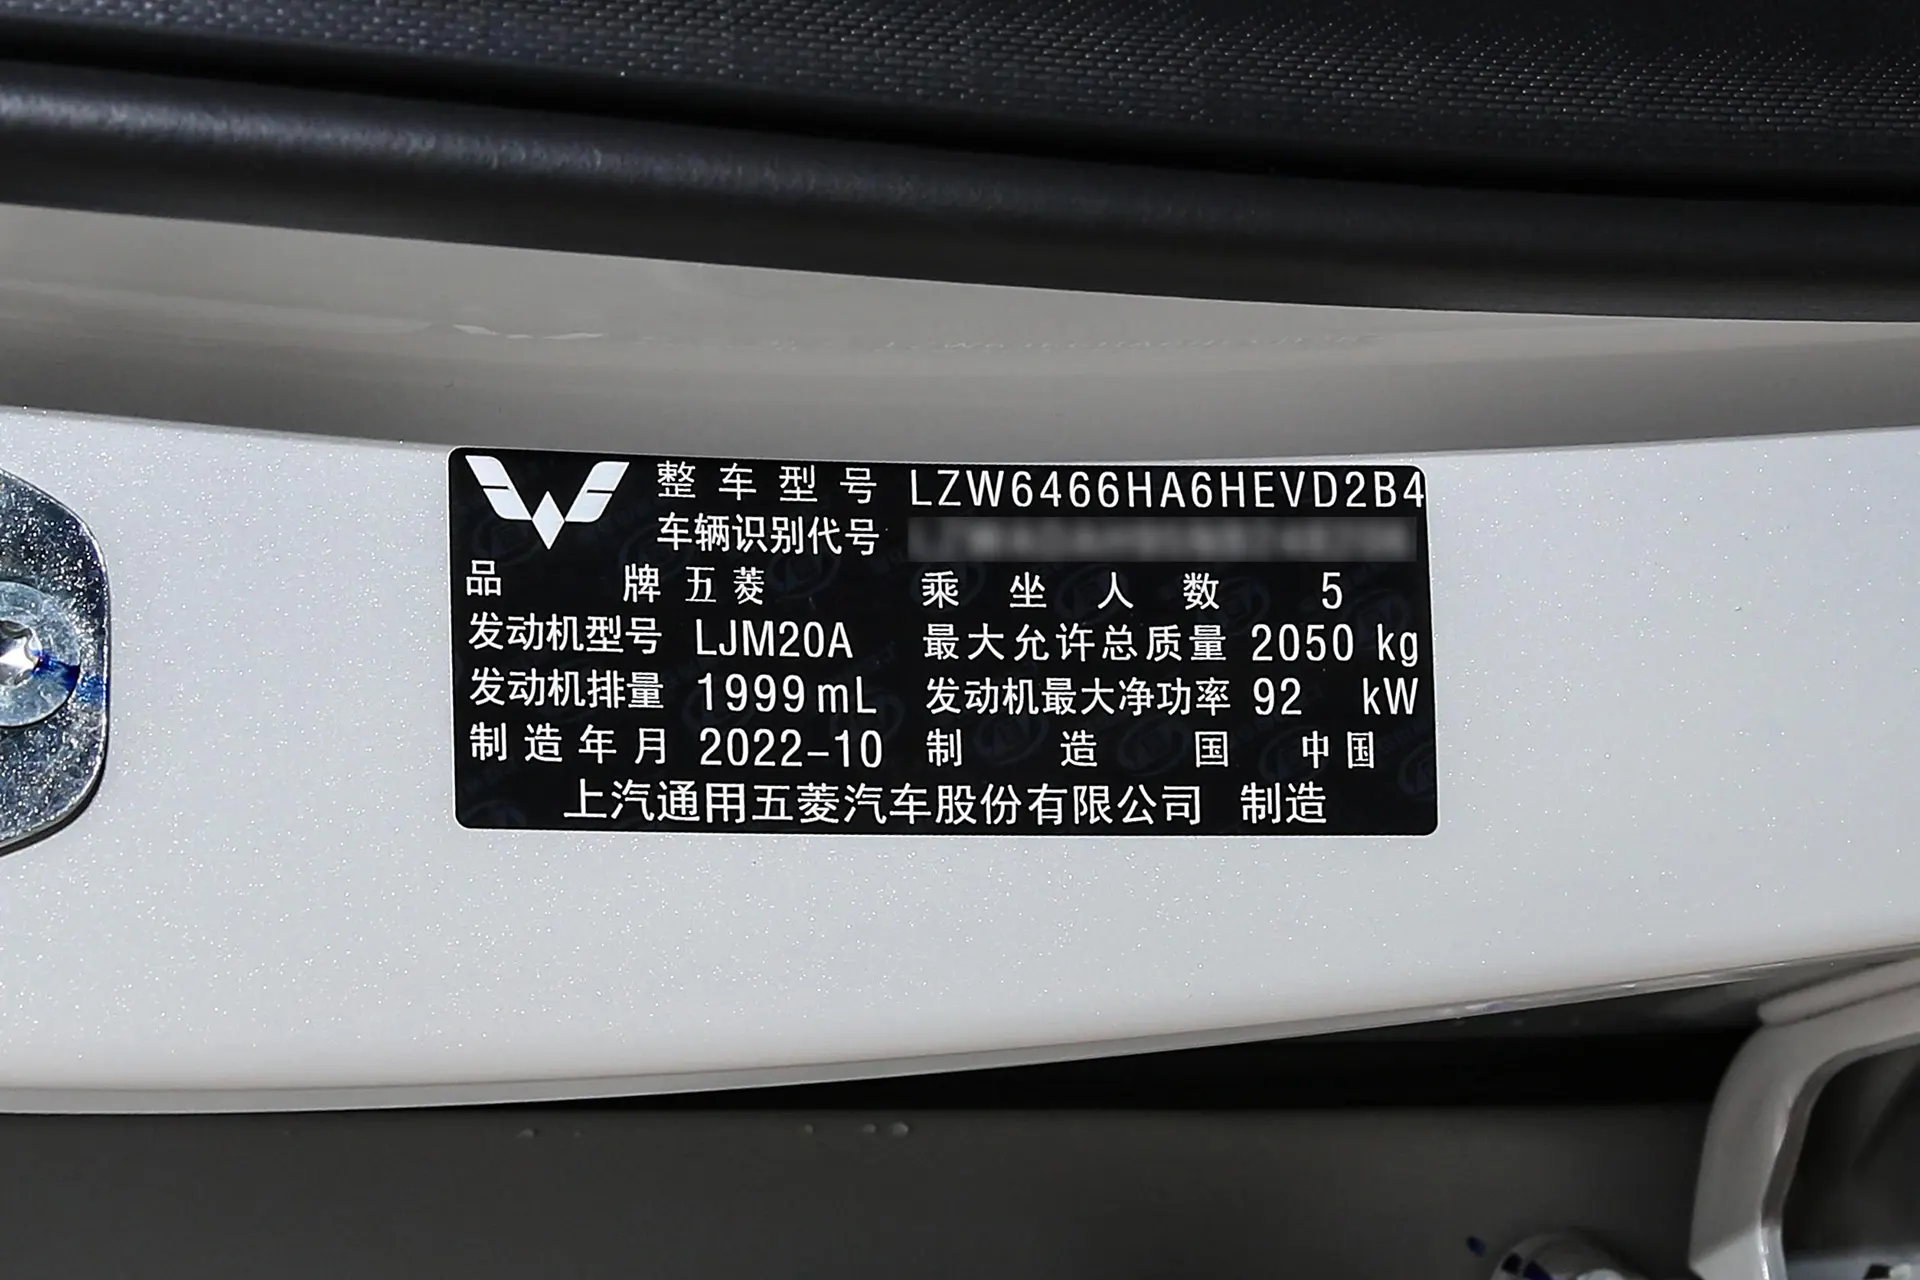 整车型号 LZW6466HA6HEVD2B4
车辆识别代号
品牌 五菱 乘坐人数 5
发动机型号 LJM20A 最大允许总质量 2050 kg
发动机排量 1999 mL 发动机最大净功率 92 kW
制造年月 2022-10 制造国 中国
上汽通用五菱汽车股份有限公司 制造